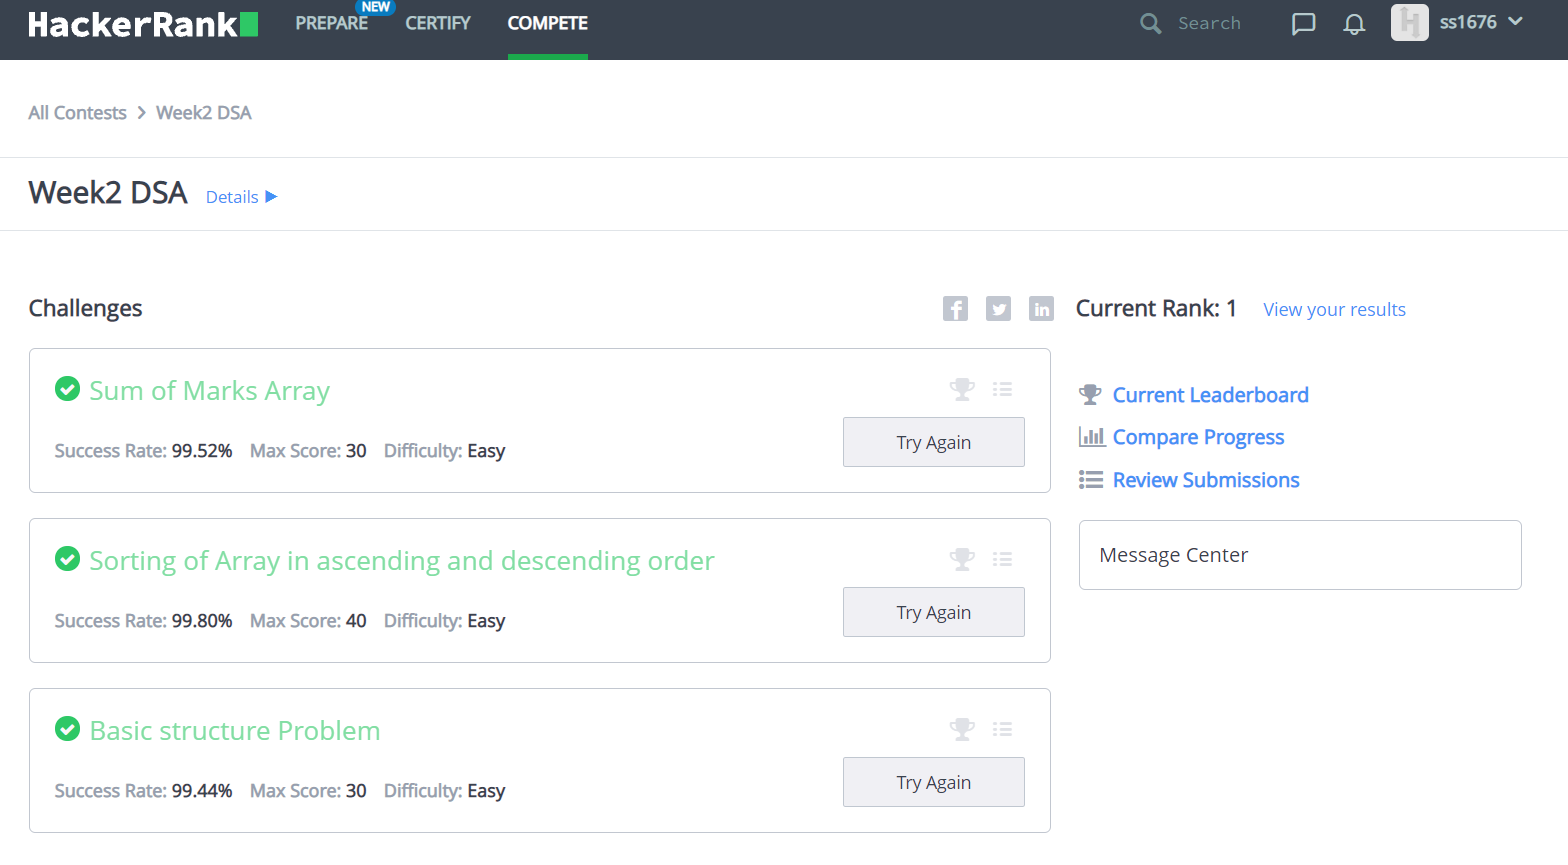 HackerRank PREPARE NEW CERTIFY COMPETE Search ss1676
All Contests > Week2 DSA
Week2 DSA Details
Challenges
Current Rank: 1 View your results
Sum of Marks Array
Success Rate: 99.52% Max Score: 30 Difficulty: Easy
Try Again
Sorting of Array in ascending and descending order
Success Rate: 99.80% Max Score: 40 Difficulty: Easy
Try Again
Basic structure Problem
Success Rate: 99.44% Max Score: 30 Difficulty: Easy
Try Again
Current Leaderboard
Compare Progress
Review Submissions
Message Center